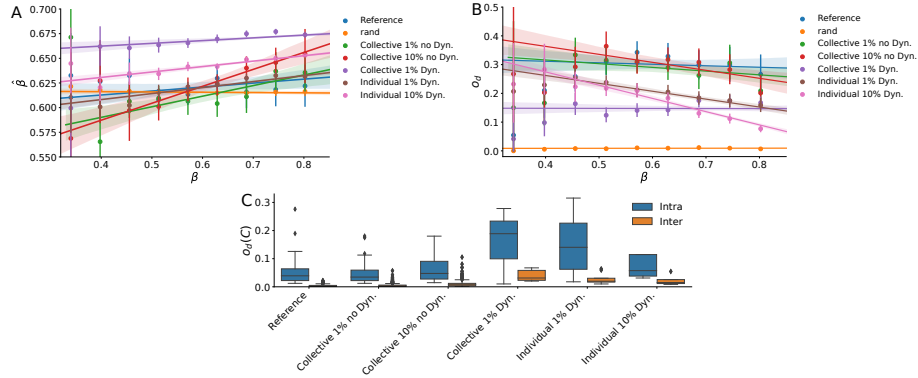 A
0.700
0.675
0.650
0.625
0.600
0.575
0.550
β̂
0.4
0.5
0.6
0.7
0.8
β
Reference
rand
Collective 1% no Dyn.
Collective 10% no Dyn.
Collective 1% Dyn.
Individual 1% Dyn.
Individual 10% Dyn.
B
0.5
0.4
0.3
0.2
0.1
0.0
o_d
0.4
0.5
0.6
0.7
0.8
β
Reference
rand
Collective 1% no Dyn.
Collective 10% no Dyn.
Collective 1% Dyn.
Individual 1% Dyn.
Individual 10% Dyn.
C
0.3
0.2
0.1
0.0
o_d(C)
Intra
Inter
Reference
Collective 1% no Dyn.
Collective 10% no Dyn.
Collective 1% Dyn.
Individual 1% Dyn.
Individual 10% Dyn.